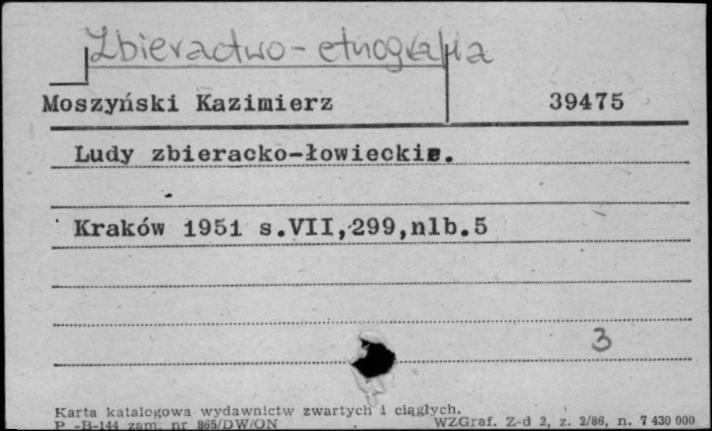 Zbieractwo - etnografia
Moszyński Kazimierz 39475
Ludy zbieracko-łowieckie.
Kraków 1951 s.VII,299,nlb.5
3
Karta katalogowa wydawnictw zwartych i ciągłych.
P -B-144 zam. nr 865/DW/ON WZGraf. Z-d 2, z. 2/86, n. 7 430 000